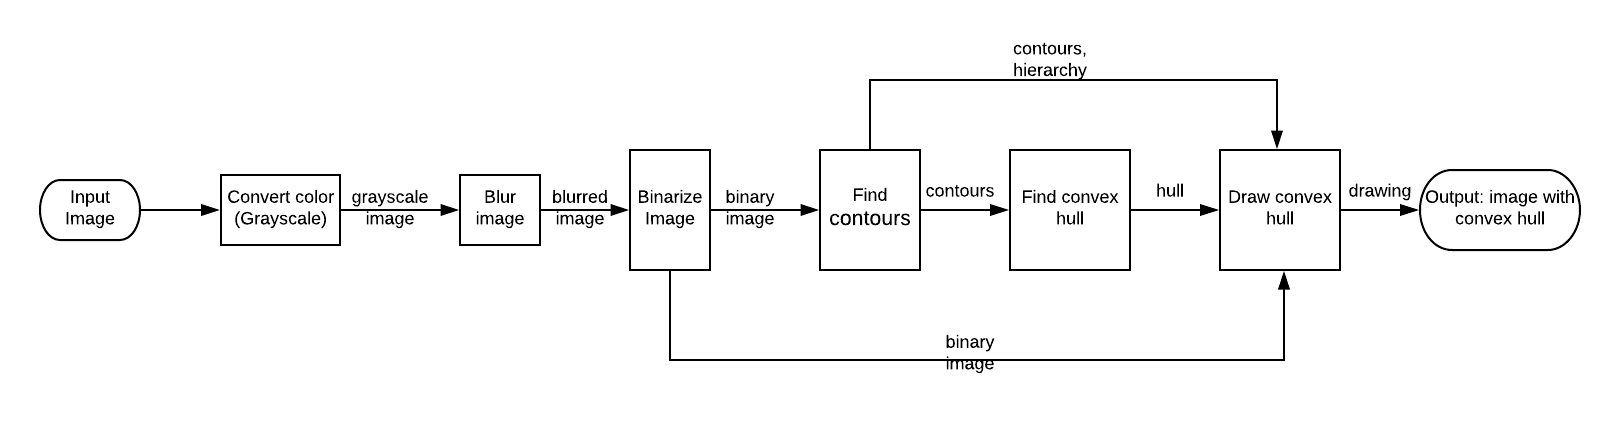 contours,
hierarchy
Input
Image
Convert color
(Grayscale)
grayscale
image
Blur
image
blurred
image
Binarize
Image
binary
image
Find
contours
contours
Find convex
hull
hull
Draw convex
hull
drawing
Output: image with
convex hull
binary
image